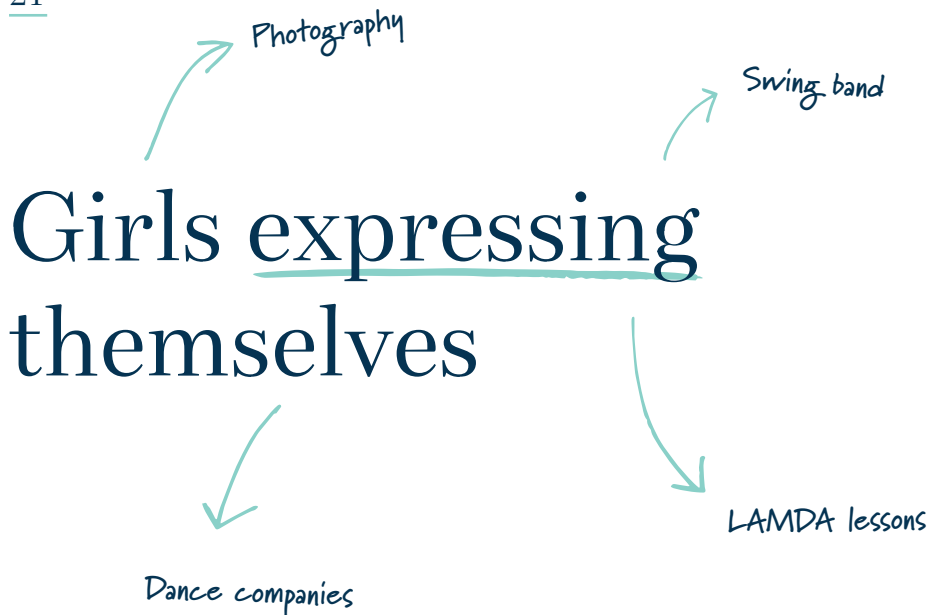 Photography
Swing band
Girls expressing
themselves
LAMDA lessons
Dance companies